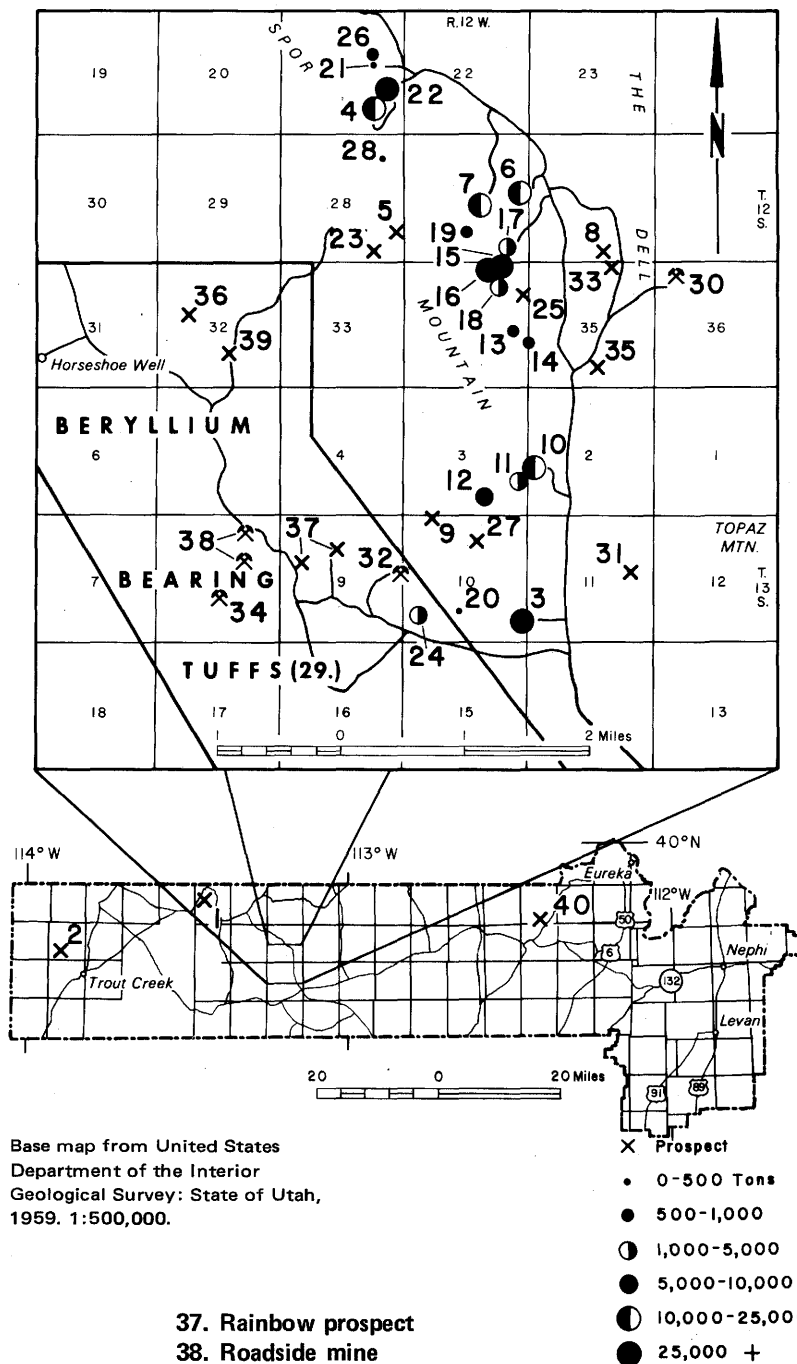 R.12 W.
SPOR
26
21
19
20
22
23
THE
22
4
28.
N
7
6
30
29
28
5
17
T.
12
S.
19
8
23
15
DELL
33
30
36
16
18
25
31
32
33
13
35
36
39
14
35
Horseshoe Well
MOUNTAIN
BERYLLIUM
10
6
4
3
11
2
1
12
9
27
TOPAZ
MTN.
38
37
32
31
7
BEARING
9
10
11
12
T.
13
S.
34
20
3
24
TUFFS (29.)
18
17
16
15
13
1
0
1
2 Miles
114° W
113° W
40°N
Eureka
112° W
1
40
50
2
6
Nephi
Trout Creek
132
Levan
20
0
20 Miles
91
89
Base map from United States
Department of the Interior
Geological Survey: State of Utah,
1959. 1:500,000.
Prospect
0-500 Tons
500-1,000
1,000-5,000
5,000-10,000
10,000-25,00
25,000 +
37. Rainbow prospect
38. Roadside mine